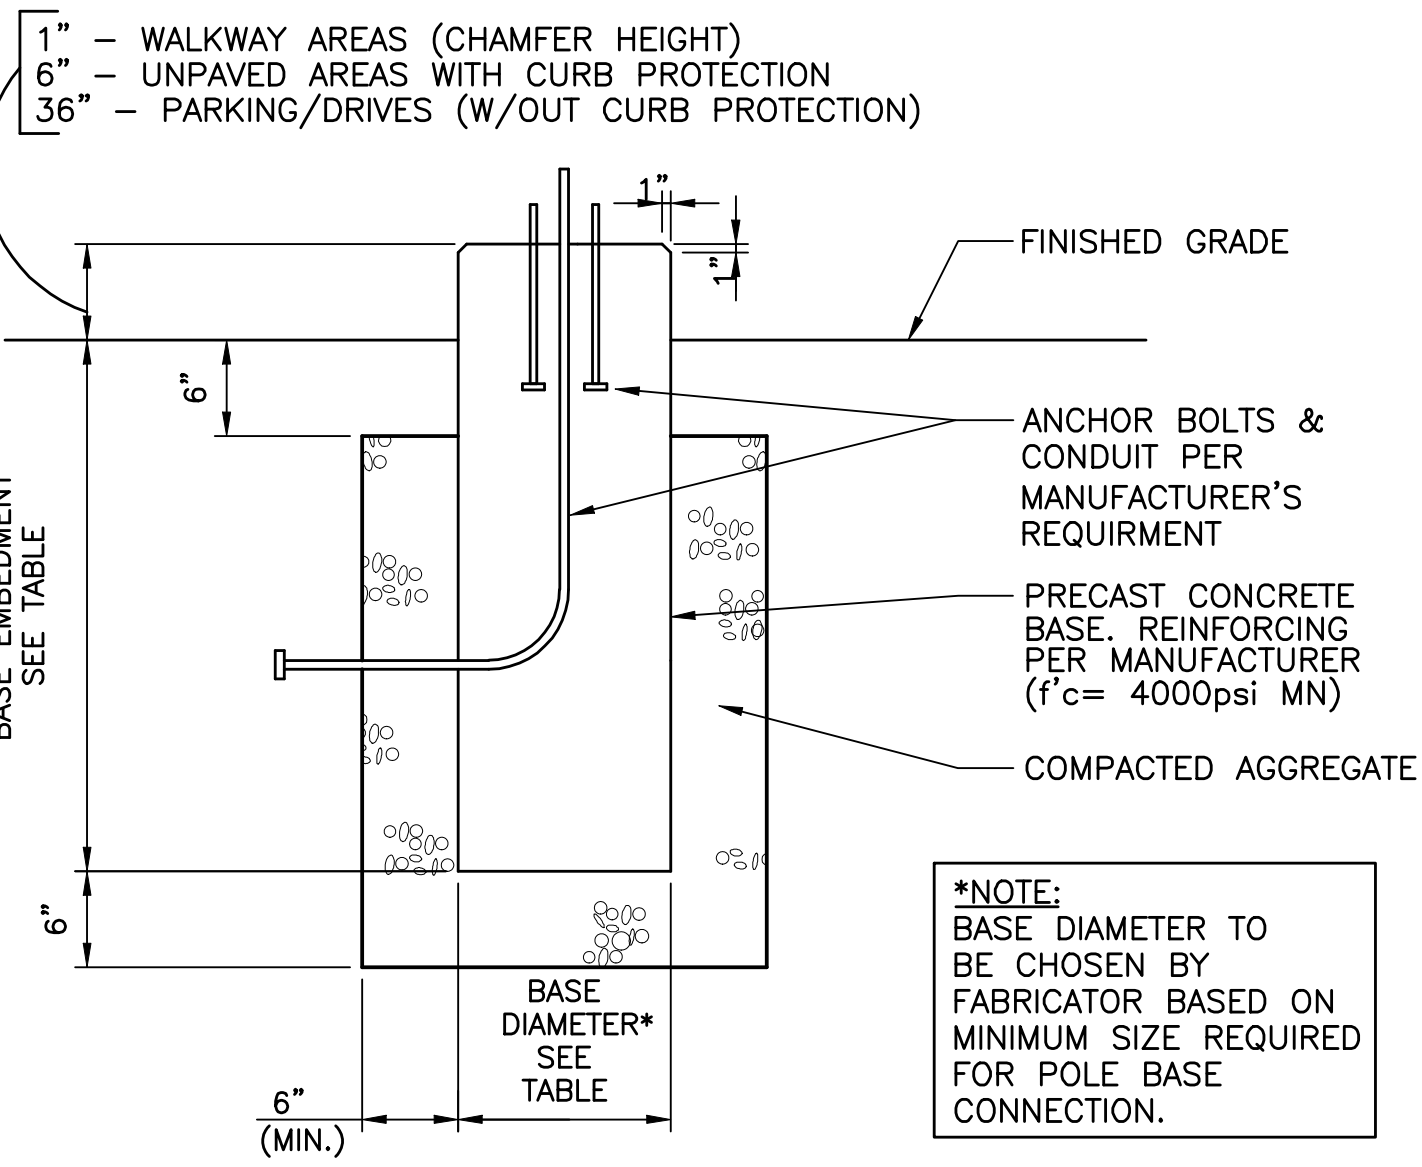 1” – WALKWAY AREAS (CHAMFER HEIGHT)
6” – UNPAVED AREAS WITH CURB PROTECTION
36” – PARKING/DRIVES (W/OUT CURB PROTECTION)
1”
1”
FINISHED GRADE
6”
ANCHOR BOLTS &
CONDUIT PER
MANUFACTURER’S
REQUIRMENT
BASE EMBEDMENT
SEE TABLE
PRECAST CONCRETE
BASE. REINFORCING
PER MANUFACTURER
(f’c= 4000psi MN)
COMPACTED AGGREGATE
6”
BASE
DIAMETER*
SEE
TABLE
6”
(MIN.)
*NOTE:
BASE DIAMETER TO
BE CHOSEN BY
FABRICATOR BASED ON
MINIMUM SIZE REQUIRED
FOR POLE BASE
CONNECTION.